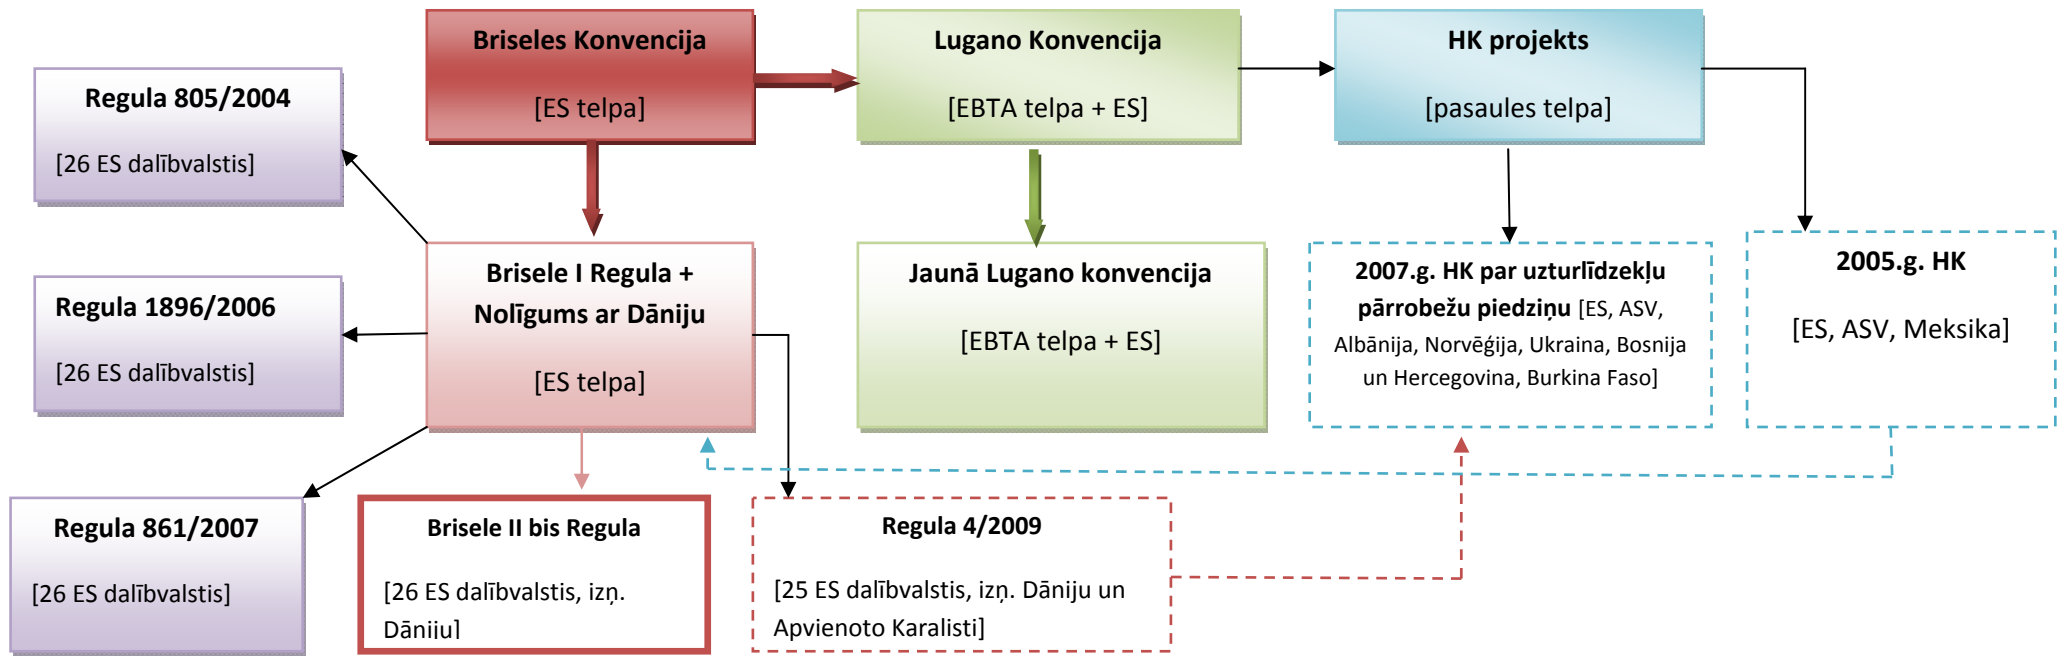 Briseles Konvencija
[ES telpa]
Lugano Konvencija
[EBTA telpa + ES]
HK projekts
[pasaules telpa]
Regula 805/2004
[26 ES dalībvalstis]
Brisele I Regula +
Nolīgums ar Dāniju
[ES telpa]
Jaunā Lugano konvencija
[EBTA telpa + ES]
2007.g. HK par uzturlīdzekļu
pārrobežu piedziņu [ES, ASV,
Albānija, Norvēģija, Ukraina, Bosnija
un Hercegovina, Burkina Faso]
2005.g. HK
[ES, ASV, Meksika]
Regula 1896/2006
[26 ES dalībvalstis]
Regula 861/2007
[26 ES dalībvalstis]
Brisele II bis Regula
[26 ES dalībvalstis, izņ.
Dāniju]
Regula 4/2009
[25 ES dalībvalstis, izņ. Dāniju un
Apvienoto Karalisti]